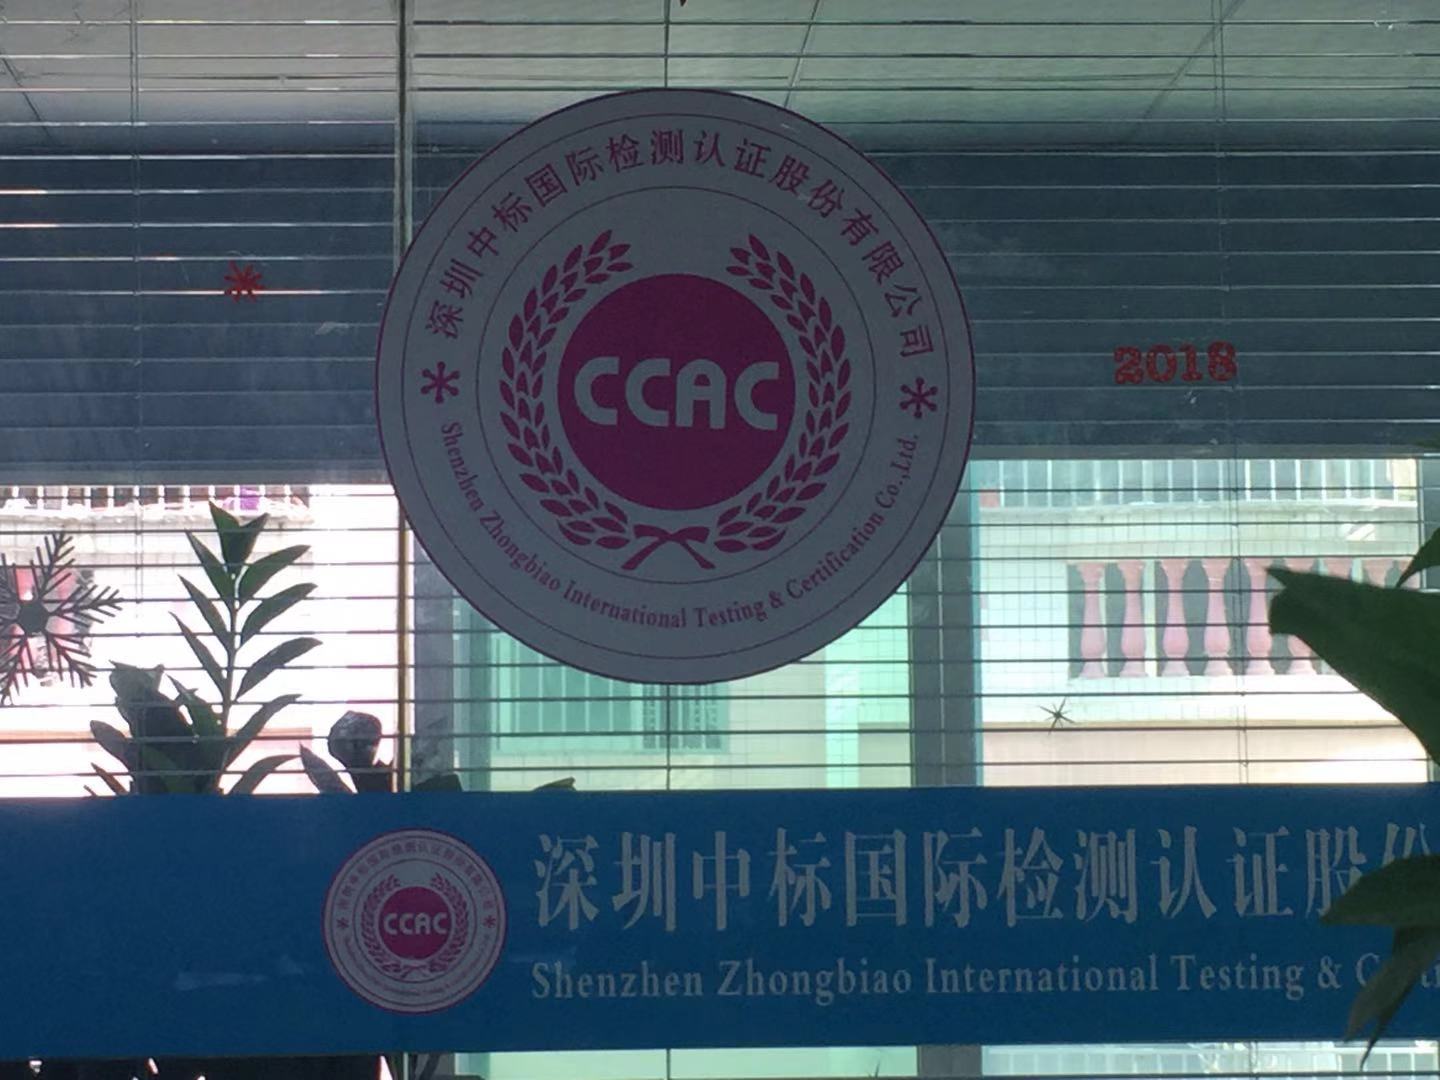 深圳中标国际检测认证股份有限公司
CCAC
Shenzhen Zhongbiao International Testing & Certification Co.,Ltd.
2018
深圳中标国际检测认证股份
CCAC
Shenzhen Zhongbiao International Testing &